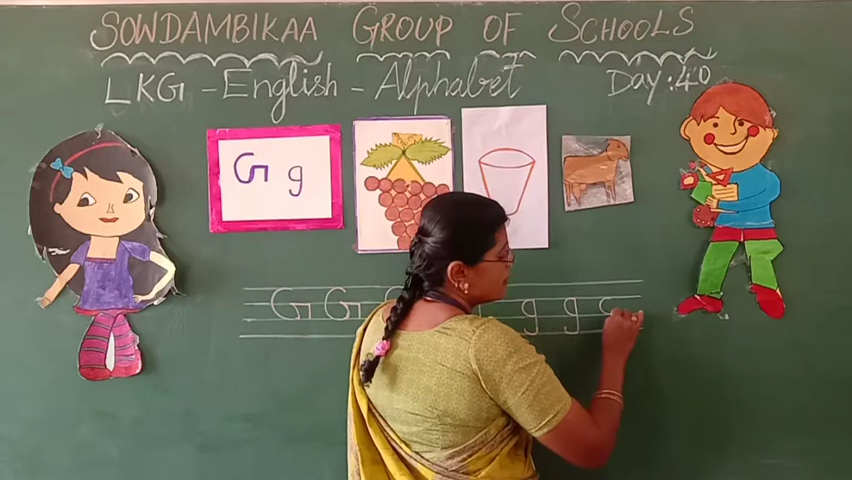 SOWDAMBIKAA GROUP OF SCHOOLS
LKG - English - Alphabet Day: 40
G g
G G g g